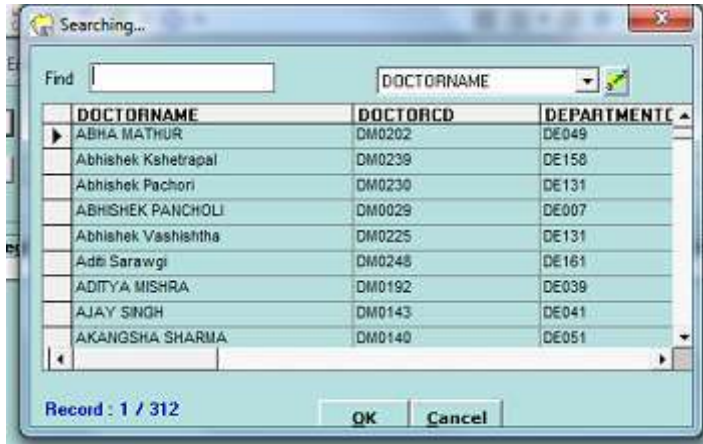 Searching...
Find DOCTORNAME
DOCTORNAME DOCTORCD DEPARTMENTC
ABHA MATHUR DM0202 DE049
Abhishek Kshetrapal DM0239 DE158
Abhishek Pachori DM0230 DE131
ABHISHEK PANCHOLI DM0029 DE007
Abhishek Vashishtha DM0225 DE131
Aditi Sarawgi DM0248 DE161
ADITYA MISHRA DM0192 DE039
AJAY SINGH DM0143 DE041
AKANGSHA SHARMA DM0140 DE051
Record : 1 / 312
OK Cancel